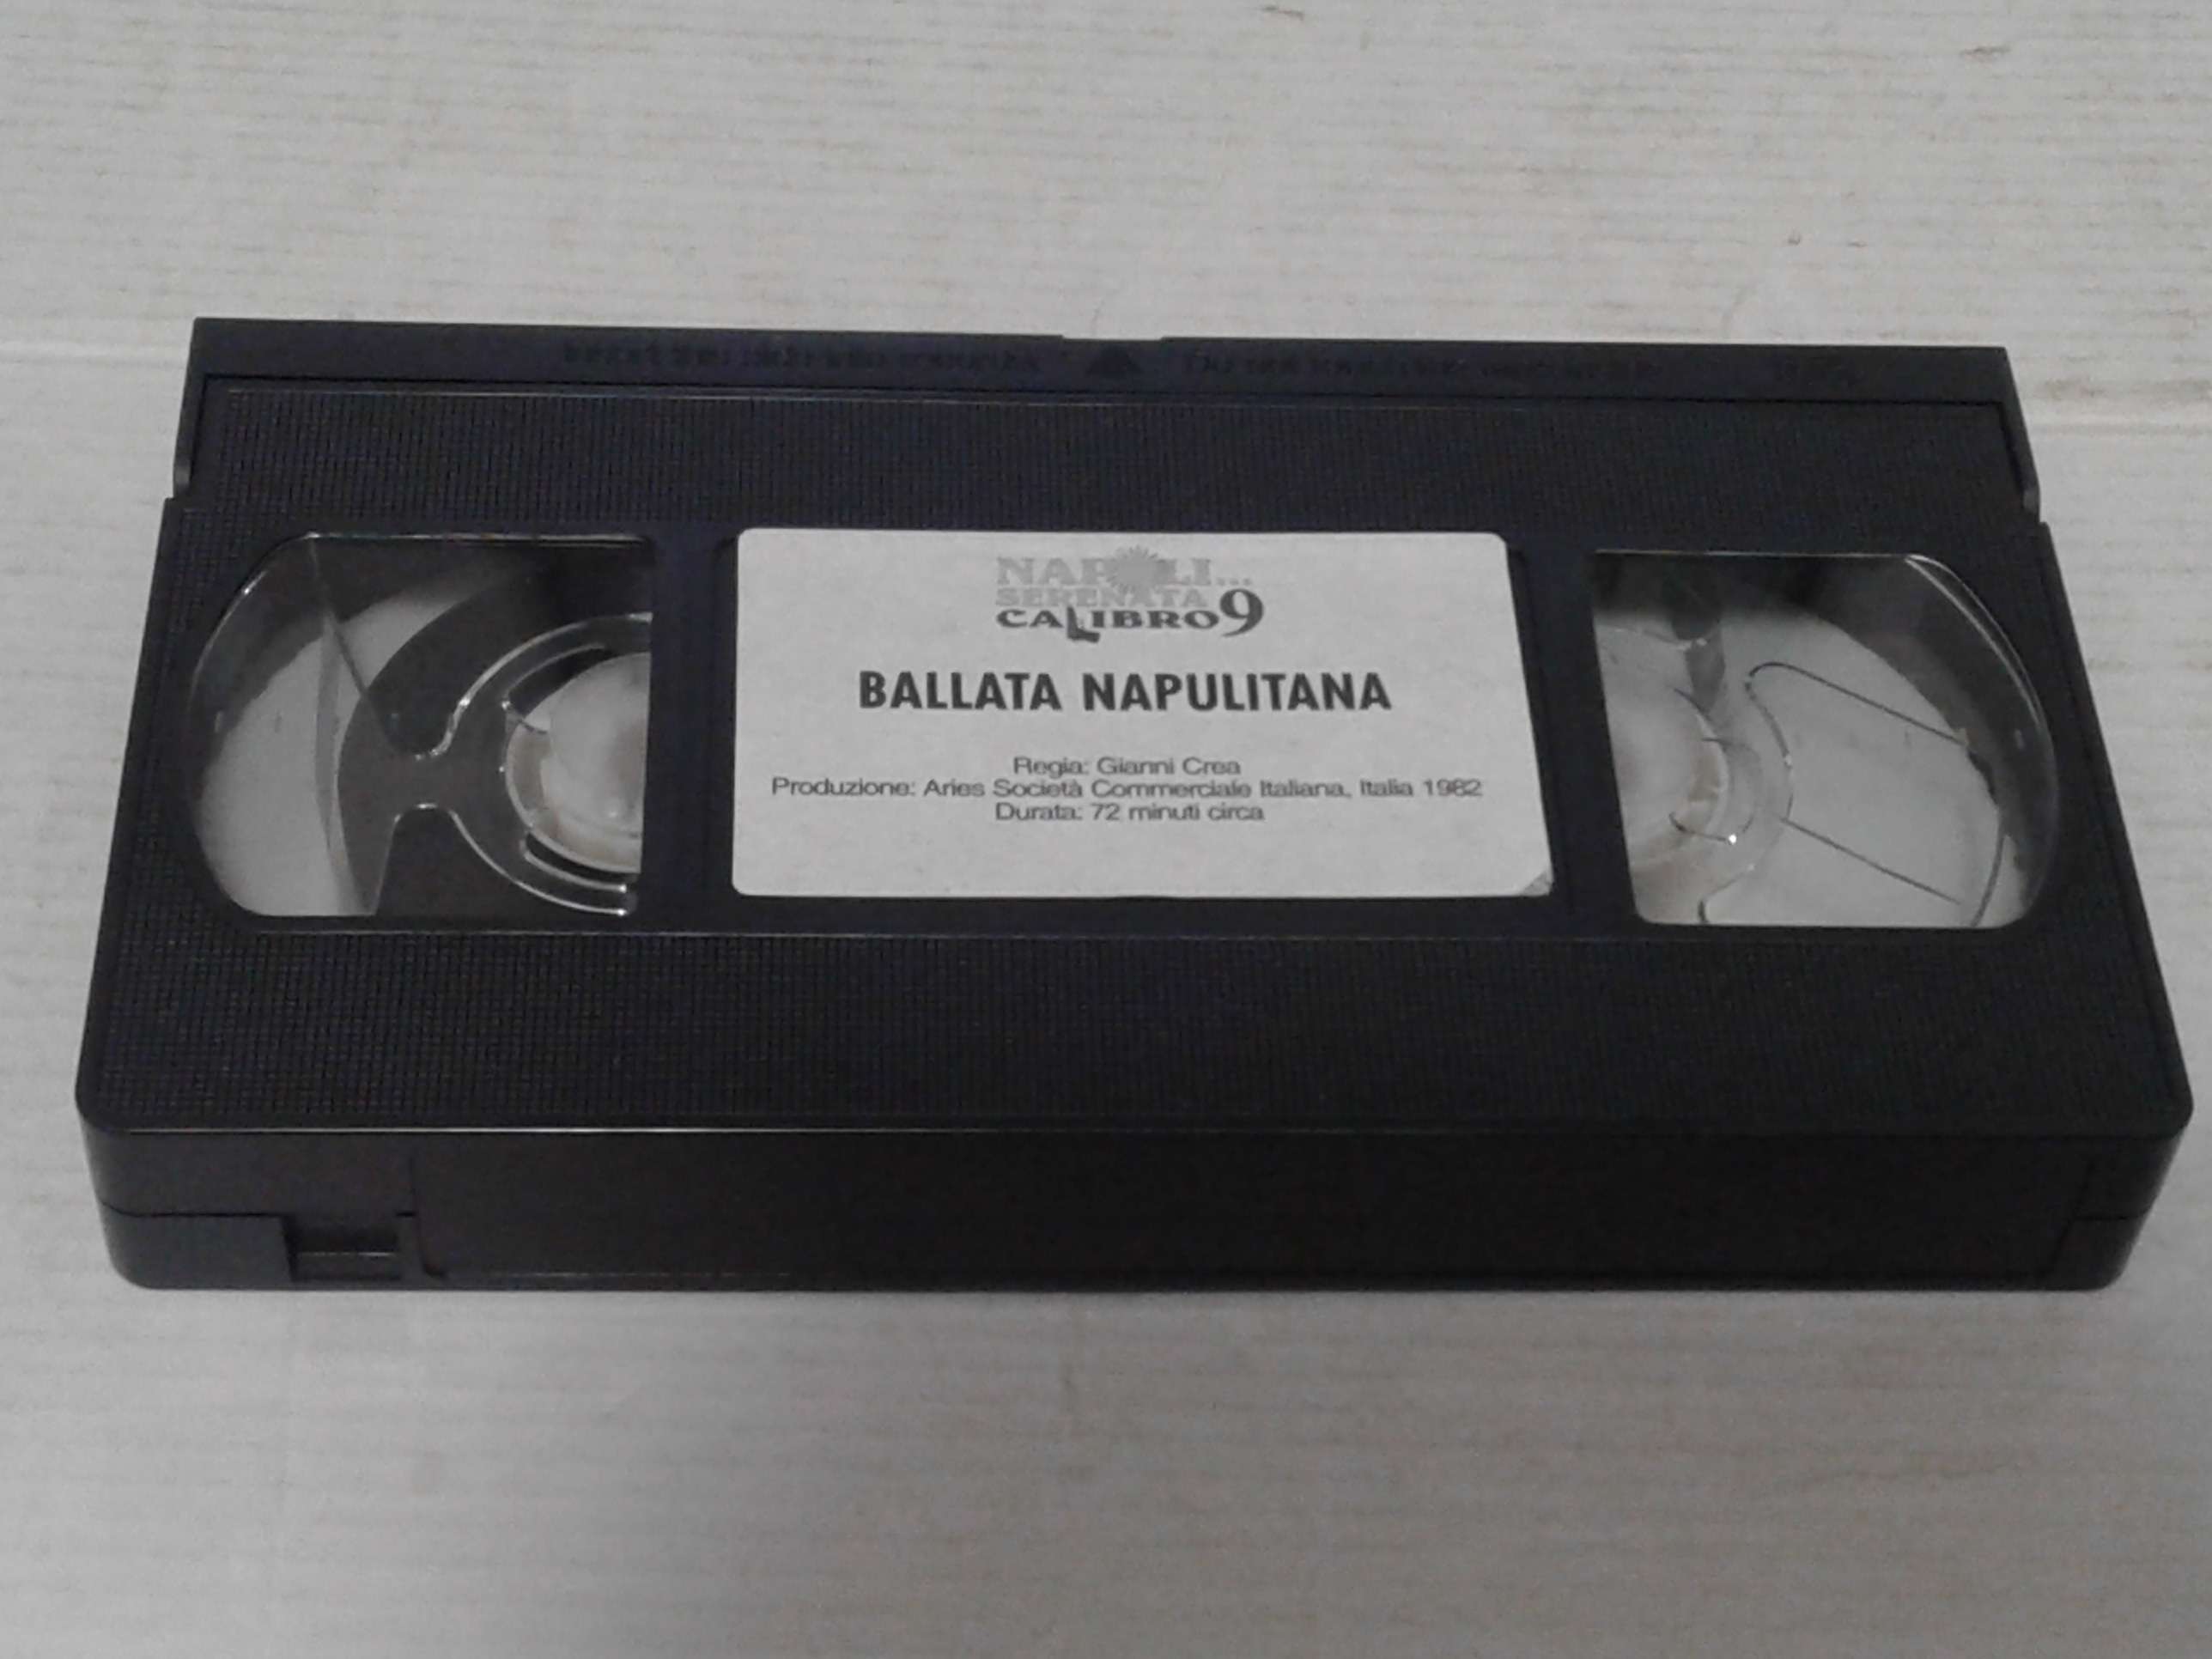 NAPOLI...
SERENATA
CALIBRO 9
BALLATA NAPULITANA
Regia: Gianni Crea
Produzione: Aries Società Commerciale Italiana, Italia 1982
Durata: 72 minuti circa